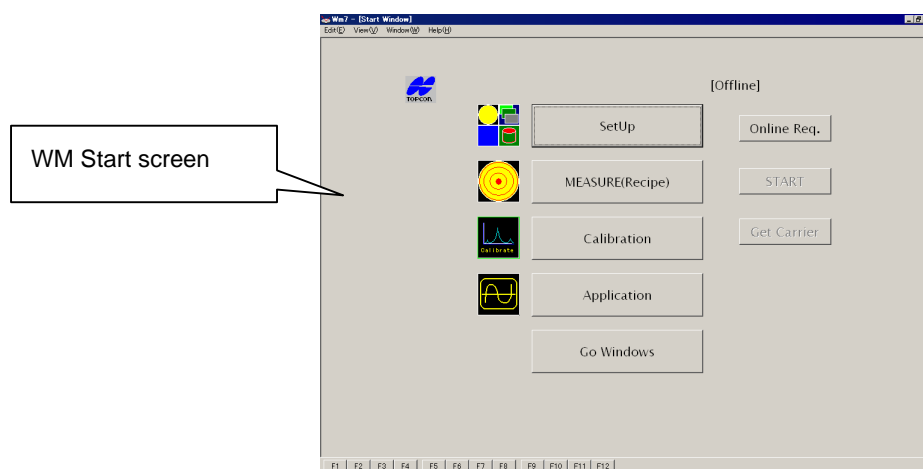 Wm7 - [Start Window]
Edit(E) View(V) Window(W) Help(H)
TOPCON
[Offline]
SetUp
Online Req.
WM Start screen
MEASURE(Recipe)
START
Calibrate
Calibration
Get Carrier
Application
Go Windows
F1 F2 F3 F4 F5 F6 F7 F8 F9 F10 F11 F12